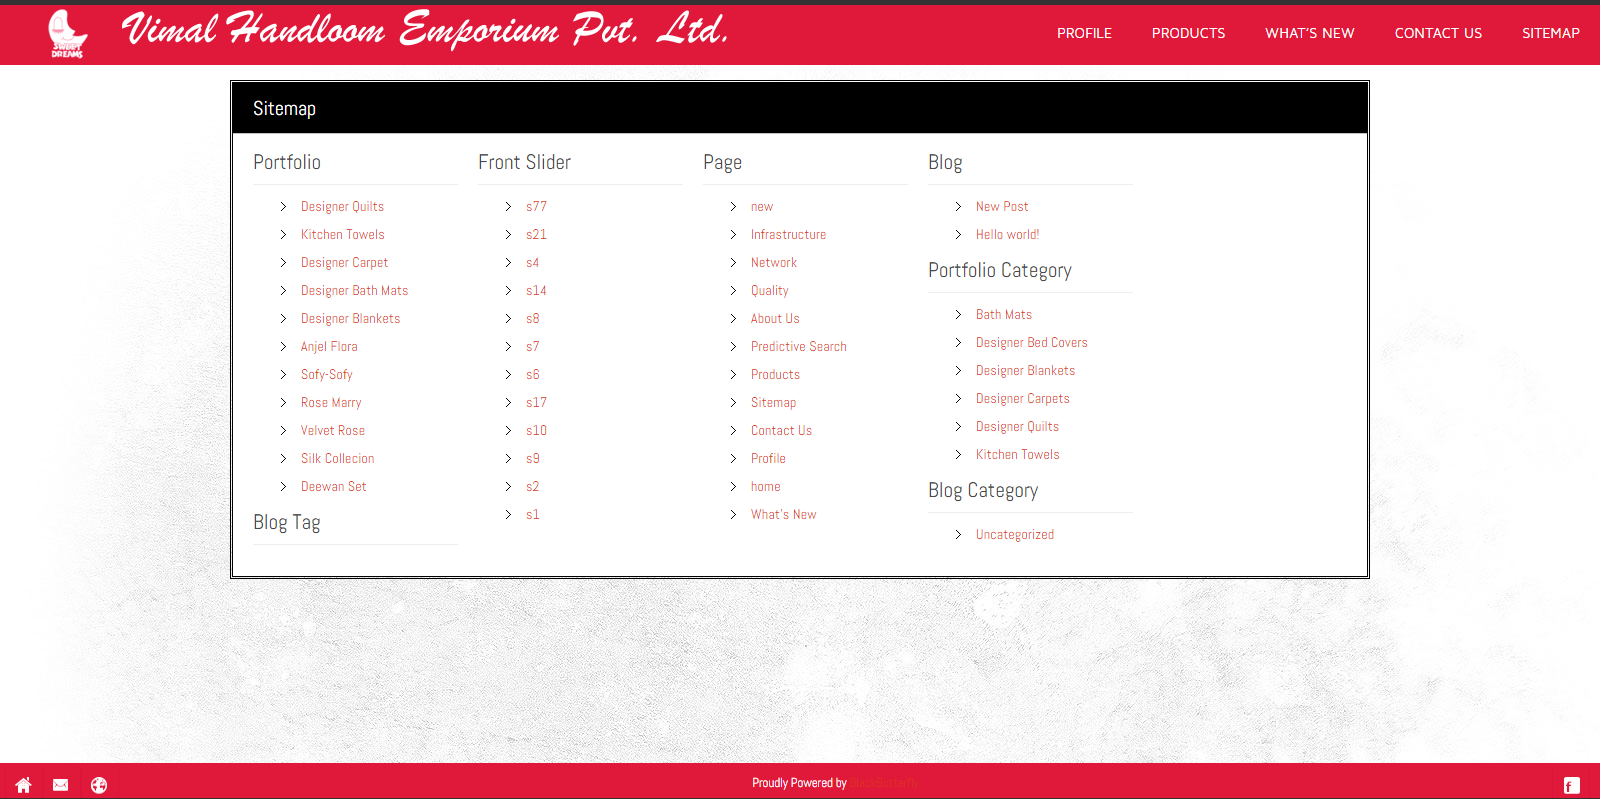 SWEET
DREAMS
Vimal Handloom Emporium Pvt. Ltd.
PROFILE
PRODUCTS
WHAT'S NEW
CONTACT US
SITEMAP
Sitemap
Portfolio
Designer Quilts
Kitchen Towels
Designer Carpet
Designer Bath Mats
Designer Blankets
Anjel Flora
Sofy-Sofy
Rose Marry
Velvet Rose
Silk Collecion
Deewan Set
Blog Tag
Front Slider
s77
s21
s4
s14
s8
s7
s6
s17
s10
s9
s2
s1
Page
new
Infrastructure
Network
Quality
About Us
Predictive Search
Products
Sitemap
Contact Us
Profile
home
What's New
Blog
New Post
Hello world!
Portfolio Category
Bath Mats
Designer Bed Covers
Designer Blankets
Designer Carpets
Designer Quilts
Kitchen Towels
Blog Category
Uncategorized
Proudly Powered by BlackButterfly